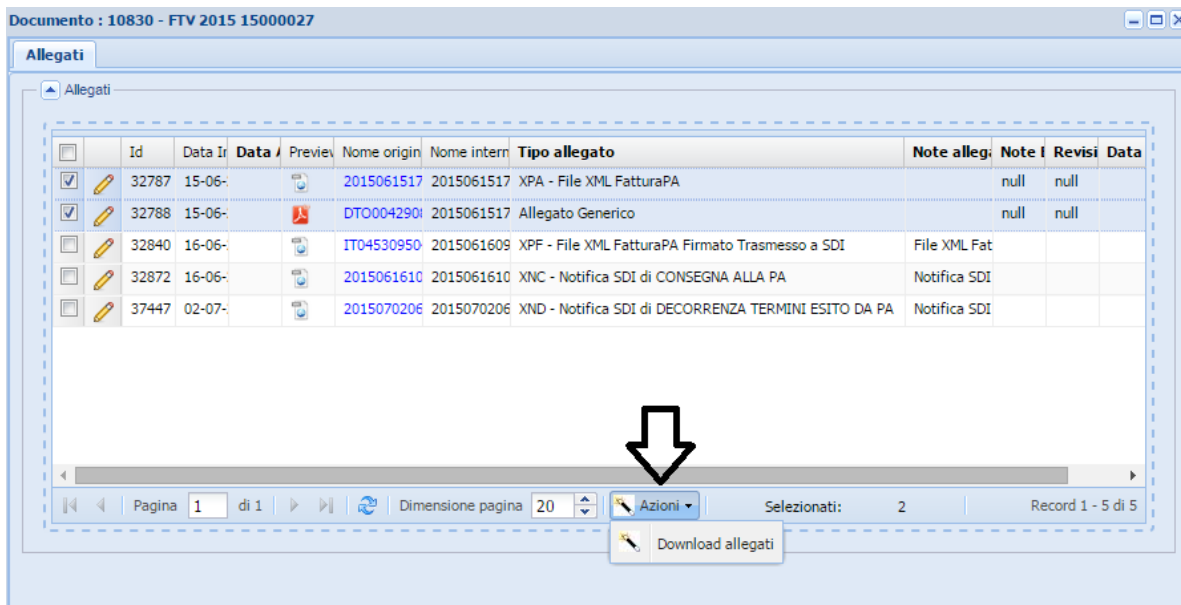 Documento : 10830 - FTV 2015 15000027
Allegati
Allegati
Id Data Ir Data Preview Nome origin Nome intern Tipo allegato Note alleg Note Revisi Data
32787 15-06- 2015061517 2015061517 XPA - File XML FatturaPA null null
32788 15-06- DTO004290 2015061517 Allegato Generico null null
32840 16-06- IT04530950 2015061609 XPF - File XML FatturaPA Firmato Trasmesso a SDI File XML Fat
32872 16-06- 2015061610 2015061610 XNC - Notifica SDI di CONSEGNA ALLA PA Notifica SDI
37447 02-07- 2015070206 2015070206 XND - Notifica SDI di DECORRENZA TERMINI ESITO DA PA Notifica SDI
Pagina 1 di 1 Dimensione pagina 20 Azioni Selezionati: 2 Record 1 - 5 di 5
Download allegati